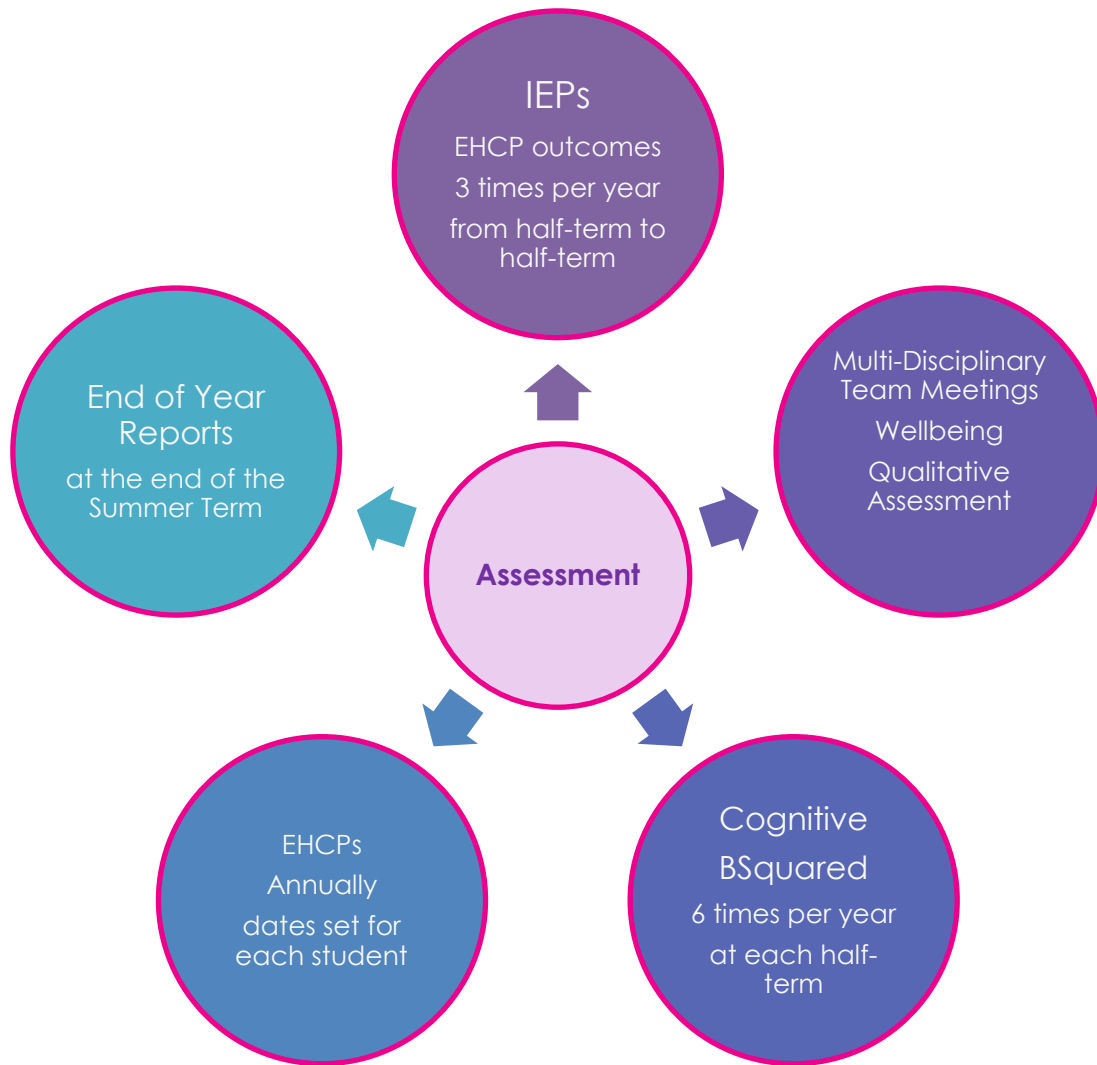 IEPs
EHCP outcomes
3 times per year
from half-term to
half-term
Multi-Disciplinary
Team Meetings
Wellbeing
Qualitative
Assessment
End of Year
Reports
at the end of the
Summer Term
Assessment
Cognitive
BSquared
6 times per year
at each half-
term
EHCPs
Annually
dates set for
each student